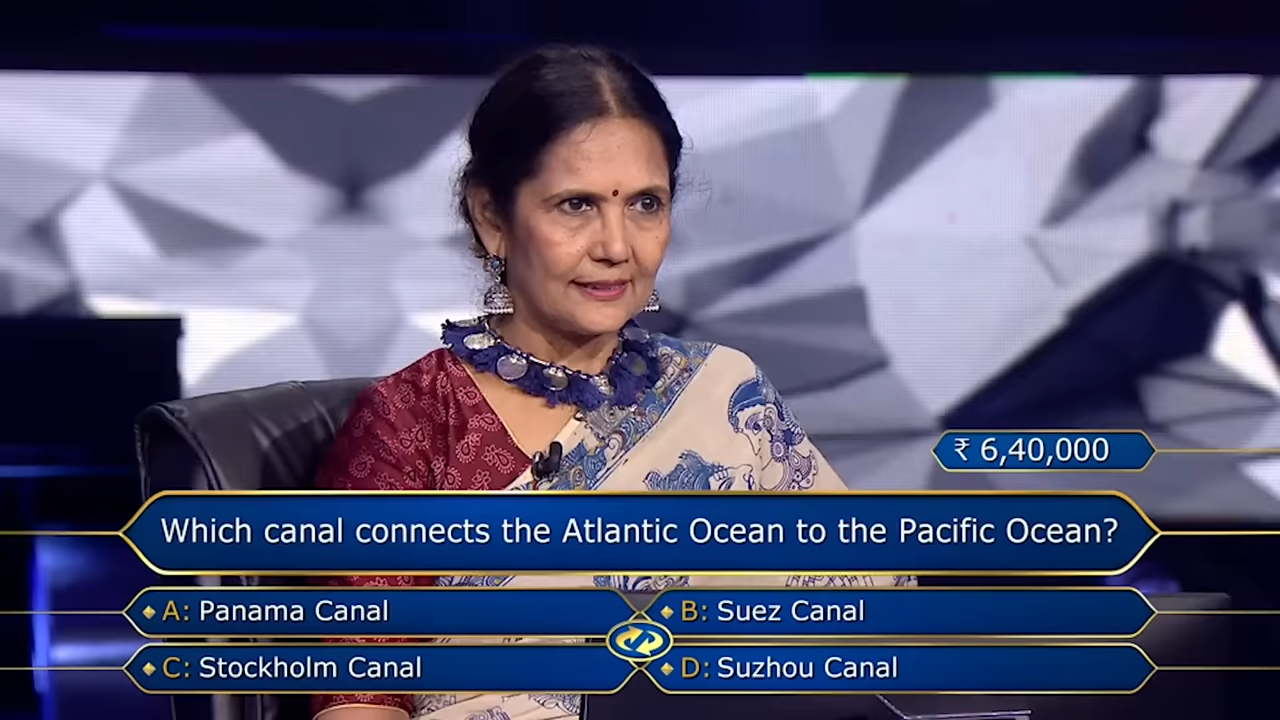 ₹ 6,40,000
Which canal connects the Atlantic Ocean to the Pacific Ocean?
A: Panama Canal
B: Suez Canal
C: Stockholm Canal
D: Suzhou Canal